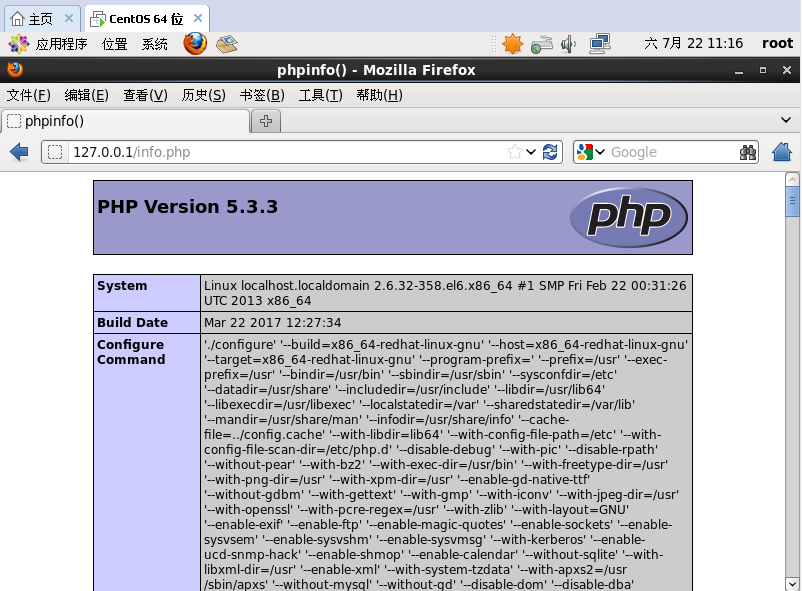 主页
CentOS 64 位
应用程序 位置 系统
六 7月 22 11:16 root
phpinfo() - Mozilla Firefox
文件(F) 编辑(E) 查看(V) 历史(S) 书签(B) 工具(T) 帮助(H)
phpinfo()
127.0.0.1/info.php
Google
PHP Version 5.3.3
php
System
Linux localhost.localdomain 2.6.32-358.el6.x86_64 #1 SMP Fri Feb 22 00:31:26
UTC 2013 x86_64
Build Date
Mar 22 2017 12:27:34
Configure
Command
'./configure' '--build=x86_64-redhat-linux-gnu' '--host=x86_64-redhat-linux-gnu'
'--target=x86_64-redhat-linux-gnu' '--program-prefix=' '--prefix=/usr' '--exec-
prefix=/usr' '--bindir=/usr/bin' '--sbindir=/usr/sbin' '--sysconfdir=/etc'
'--datadir=/usr/share' '--includedir=/usr/include' '--libdir=/usr/lib64'
'--libexecdir=/usr/libexec' '--localstatedir=/var' '--sharedstatedir=/var/lib'
'--mandir=/usr/share/man' '--infodir=/usr/share/info' '--cache-
file=../config.cache' '--with-libdir=lib64' '--with-config-file-path=/etc' '--with-
config-file-scan-dir=/etc/php.d' '--disable-debug' '--with-pic' '--disable-rpath'
'--without-pear' '--with-bz2' '--with-exec-dir=/usr/bin' '--with-freetype-dir=/usr'
'--with-png-dir=/usr' '--with-xpm-dir=/usr' '--enable-gd-native-ttf'
'--without-gdbm' '--with-gettext' '--with-gmp' '--with-iconv' '--with-jpeg-dir=/usr'
'--with-openssl' '--with-pcre-regex=/usr' '--with-zlib' '--with-layout=GNU'
'--enable-exif' '--enable-ftp' '--enable-magic-quotes' '--enable-sockets' '--enable-
sysvsem' '--enable-sysvshm' '--enable-sysvmsg' '--with-kerberos' '--enable-
ucd-snmp-hack' '--enable-shmop' '--enable-calendar' '--without-sqlite' '--with-
libxml-dir=/usr' '--enable-xml' '--with-system-tzdata' '--with-apxs2=/usr
/sbin/apxs' '--without-mysql' '--without-gd' '--disable-dom' '--disable-dba'